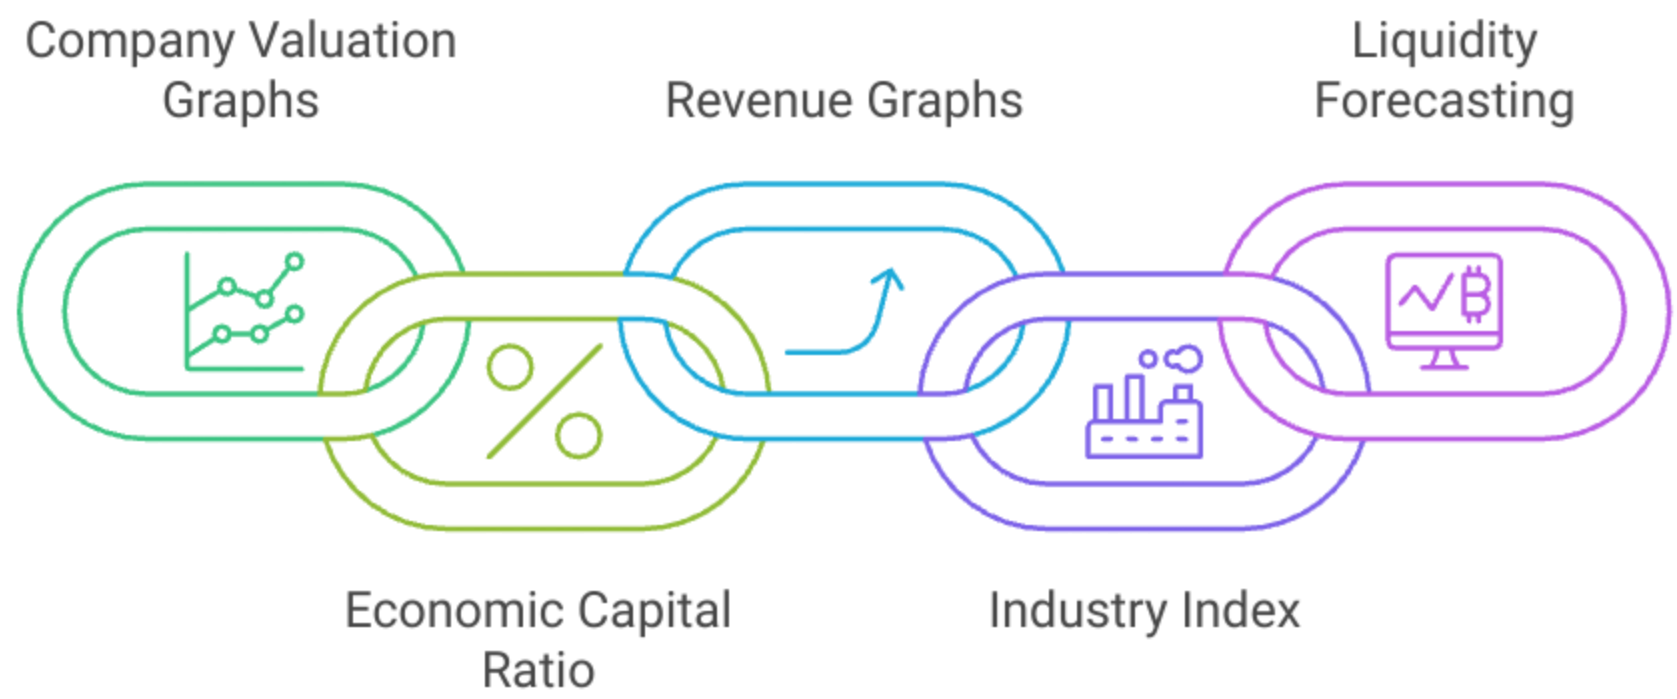 Company Valuation
Graphs
Economic Capital
Ratio
Revenue Graphs
Industry Index
Liquidity
Forecasting